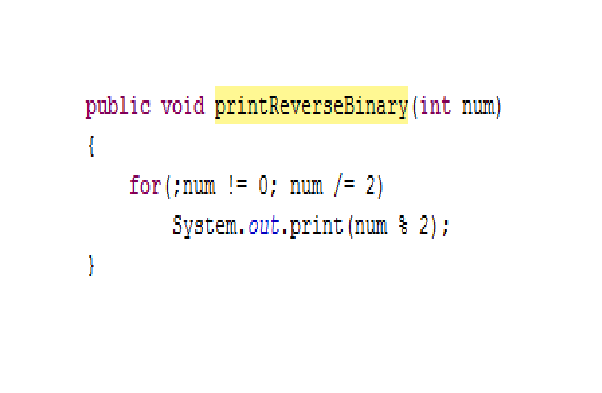 public void printReverseBinary(int num)
{
for(;num != 0; num /= 2)
System.out.print(num % 2);
}